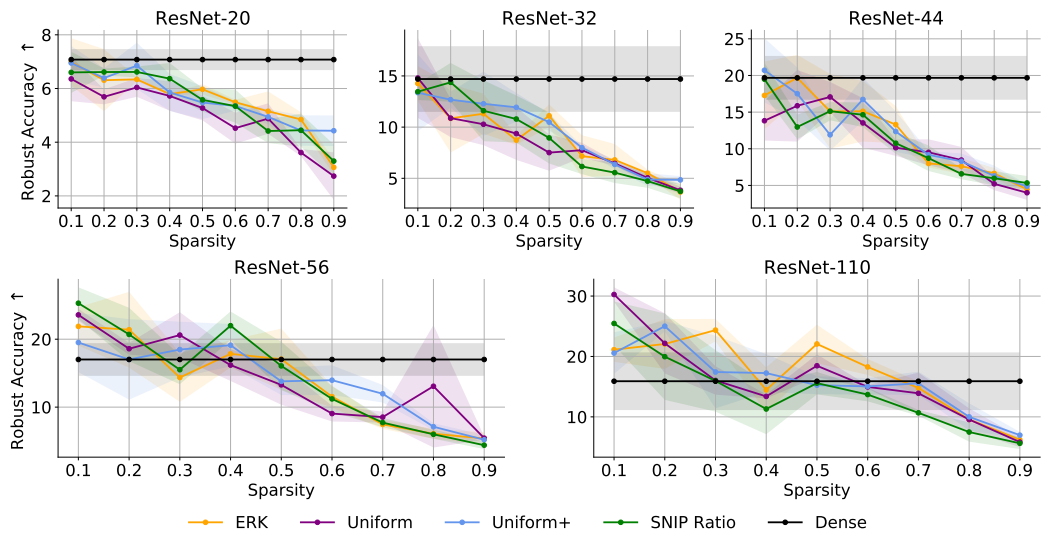 ResNet-20
ResNet-32
ResNet-44
Robust Accuracy ↑
8
6
4
2
0.1 0.2 0.3 0.4 0.5 0.6 0.7 0.8 0.9
Sparsity
15
10
5
0.1 0.2 0.3 0.4 0.5 0.6 0.7 0.8 0.9
Sparsity
25
20
15
10
5
0.1 0.2 0.3 0.4 0.5 0.6 0.7 0.8 0.9
Sparsity
ResNet-56
ResNet-110
Robust Accuracy ↑
20
10
0.1 0.2 0.3 0.4 0.5 0.6 0.7 0.8 0.9
Sparsity
30
20
10
0.1 0.2 0.3 0.4 0.5 0.6 0.7 0.8 0.9
Sparsity
ERK Uniform Uniform+ SNIP Ratio Dense